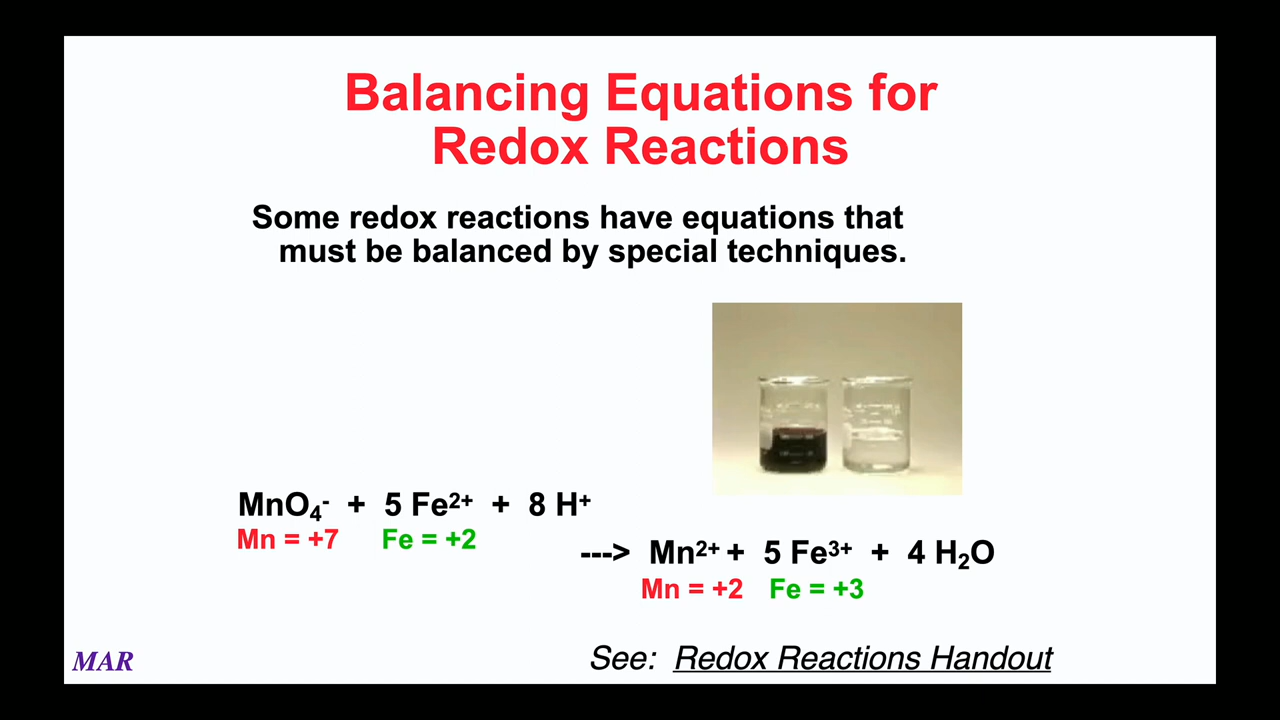 Balancing Equations for
Redox Reactions
Some redox reactions have equations that
must be balanced by special techniques.
MnO₄⁻ + 5 Fe²⁺ + 8 H⁺
Mn = +7 Fe = +2
---> Mn²⁺ + 5 Fe³⁺ + 4 H₂O
Mn = +2 Fe = +3
MAR
See: Redox Reactions Handout